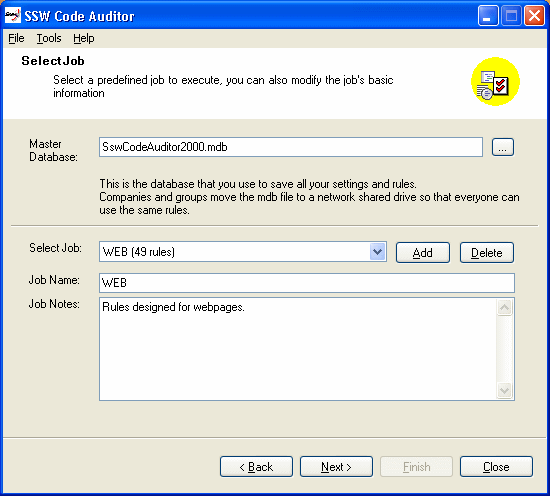 SSW Code Auditor
File Tools Help
Select Job
Select a predefined job to execute, you can also modify the job's basic
information
Master
Database:
SswCodeAuditor2000.mdb
...
This is the database that you use to save all your settings and rules.
Companies and groups move the mdb file to a network shared drive so that everyone can
use the same rules.
Select Job:
WEB (49 rules)
Add
Delete
Job Name:
WEB
Job Notes:
Rules designed for webpages.
< Back
Next >
Finish
Close